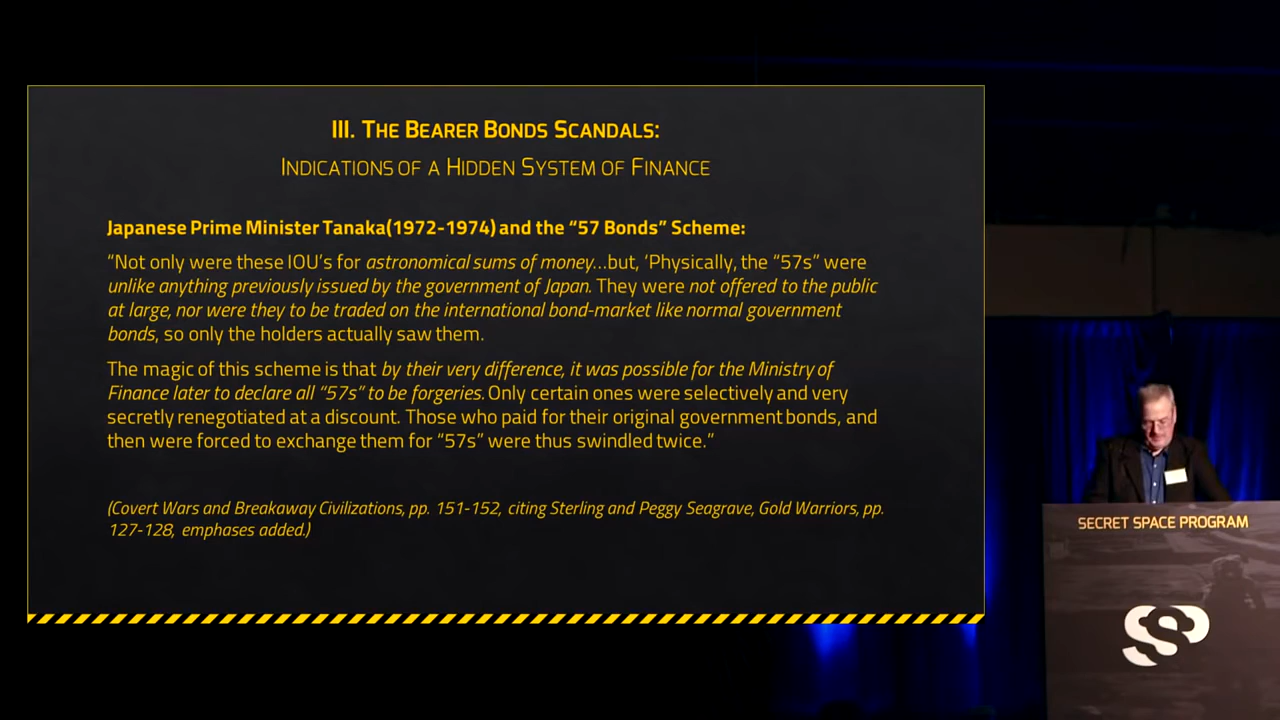 III. THE BEARER BONDS SCANDALS:
INDICATIONS OF A HIDDEN SYSTEM OF FINANCE
Japanese Prime Minister Tanaka(1972-1974) and the “57 Bonds” Scheme:
“Not only were these IOU’s for astronomical sums of money…but, ‘Physically, the “57s” were
unlike anything previously issued by the government of Japan. They were not offered to the public
at large, nor were they to be traded on the international bond-market like normal government
bonds, so only the holders actually saw them.
The magic of this scheme is that by their very difference, it was possible for the Ministry of
Finance later to declare all “57s” to be forgeries. Only certain ones were selectively and very
secretly renegotiated at a discount. Those who paid for their original government bonds, and
then were forced to exchange them for “57s” were thus swindled twice.”
(Covert Wars and Breakaway Civilizations, pp. 151-152, citing Sterling and Peggy Seagrave, Gold Warriors, pp.
127-128, emphases added.)
SECRET SPACE PROGRAM
SSP